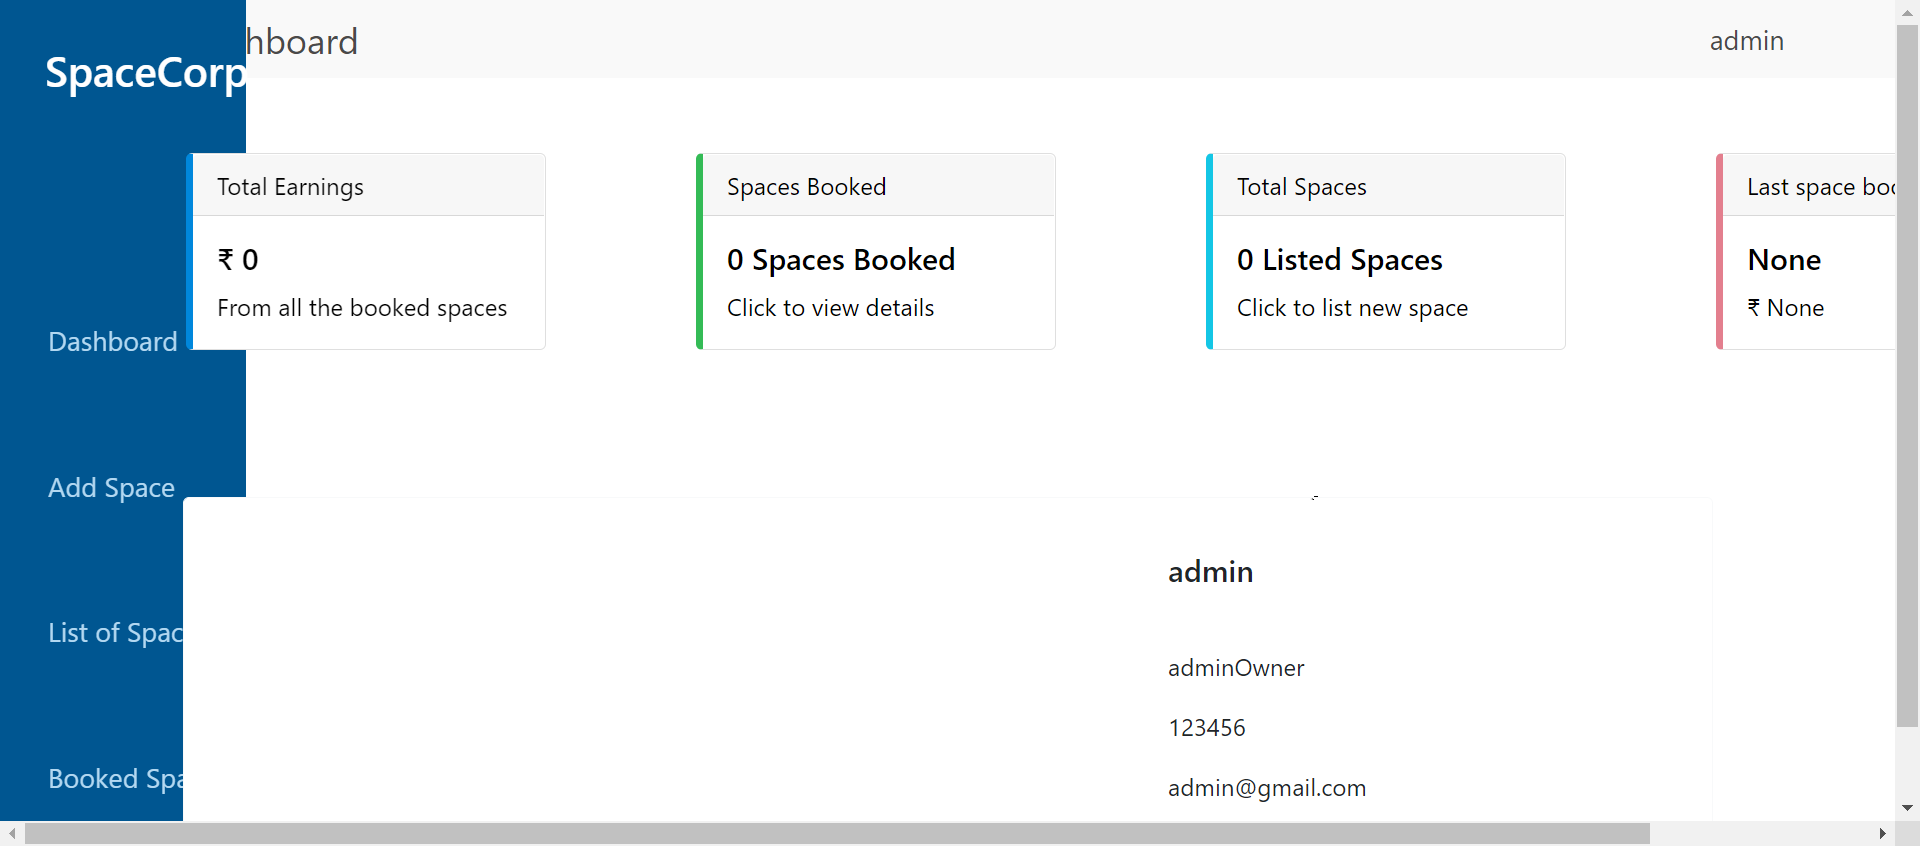 SpaceCorp
hboard
admin
Total Earnings
₹ 0
From all the booked spaces
Spaces Booked
0 Spaces Booked
Click to view details
Total Spaces
0 Listed Spaces
Click to list new space
Last space boo
None
₹ None
Dashboard
Add Space
List of Spac
Booked Spa
admin
adminOwner
123456
admin@gmail.com